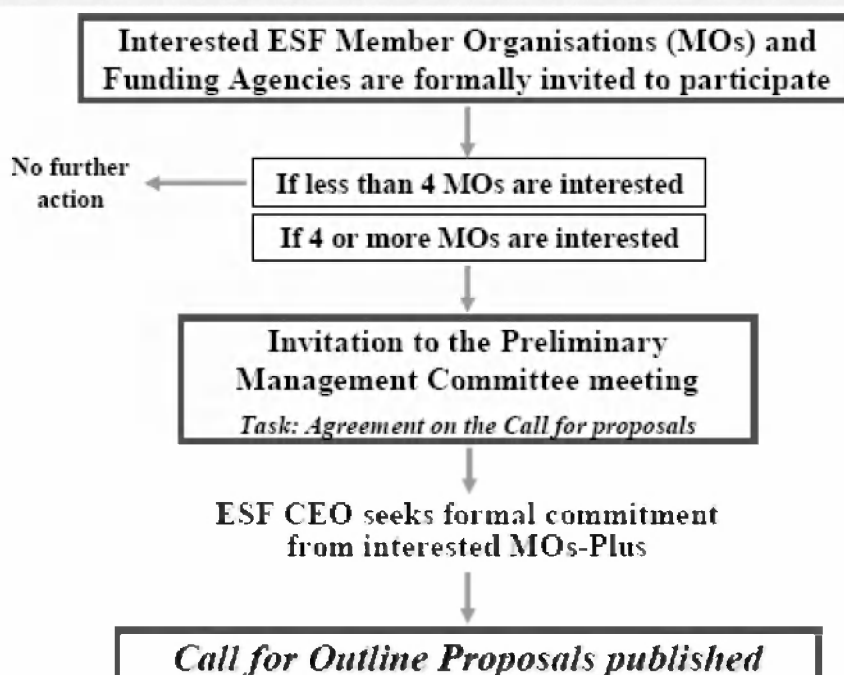 Interested ESF Member Organisations (MOs) and
Funding Agencies are formally invited to participate
No further
action
If less than 4 MOs are interested
If 4 or more MOs are interested
Invitation to the Preliminary
Management Committee meeting
Task: Agreement on the Call for proposals
ESF CEO seeks formal commitment
from interested MOs-Plus
Call for Outline Proposals published